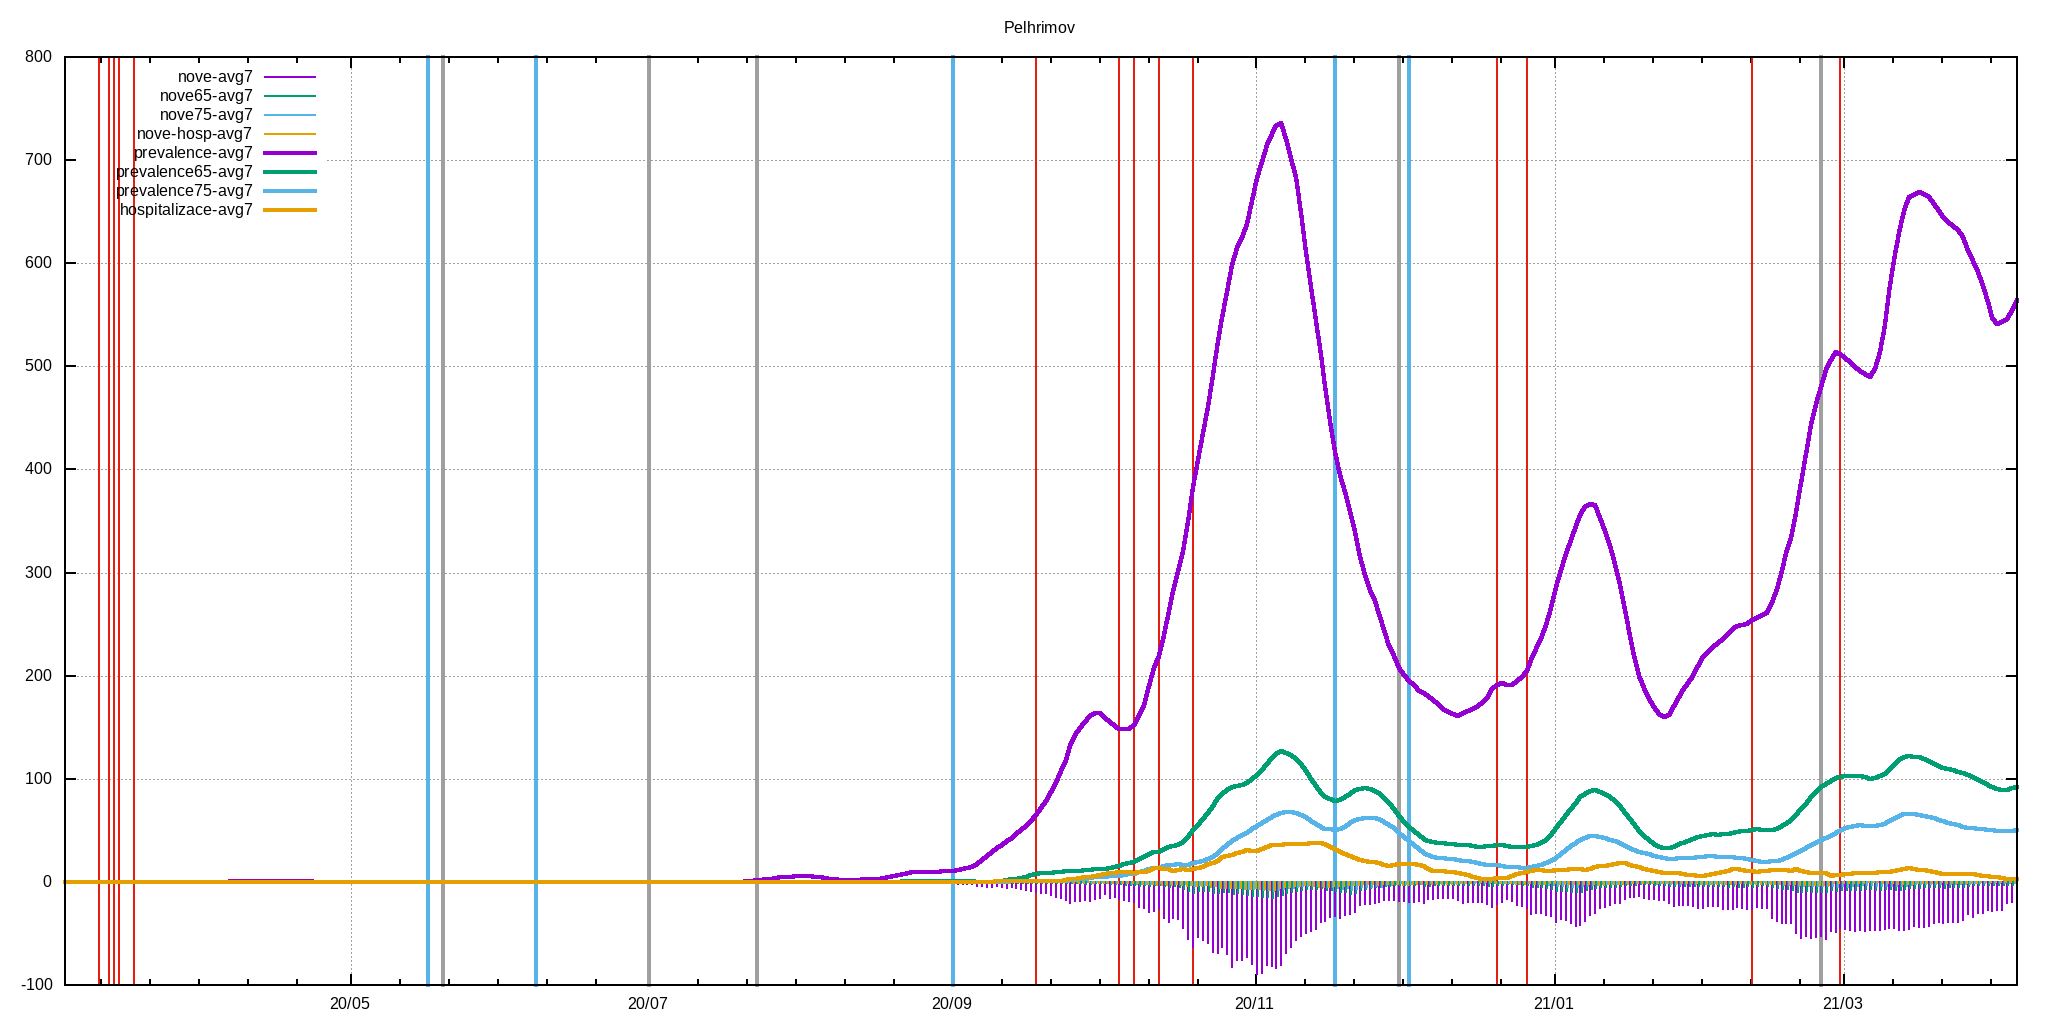 Pelhrimov
800
700
600
500
400
300
200
100
0
-100
nove-avg7
nove65-avg7
nove75-avg7
nove-hosp-avg7
prevalence-avg7
prevalence65-avg7
prevalence75-avg7
hospitalizace-avg7
20/05 20/07 20/09 20/11 21/01 21/03